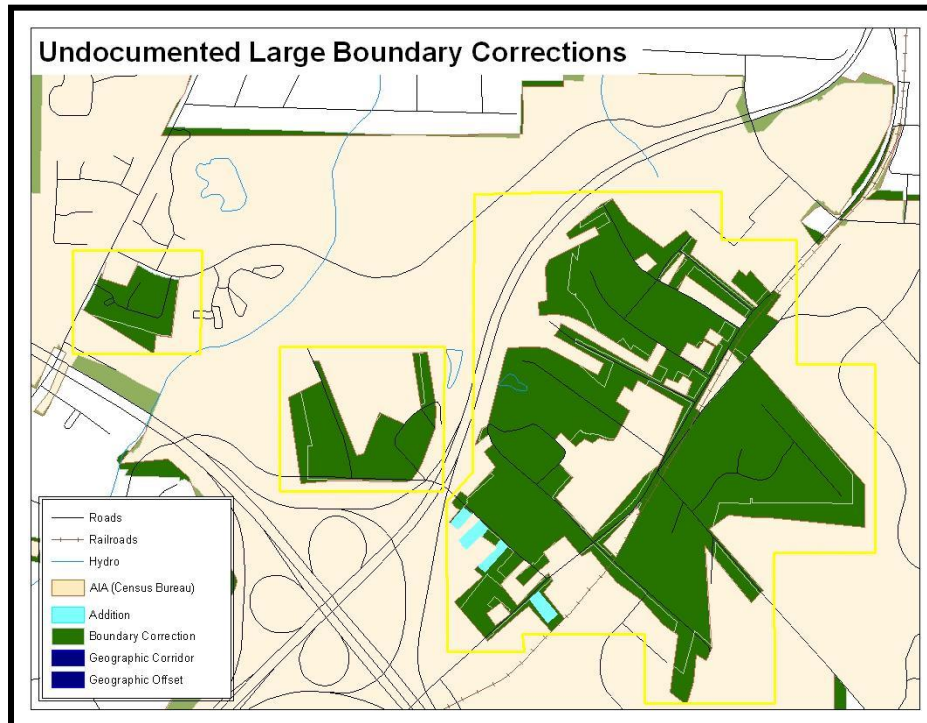 Undocumented Large Boundary Corrections
Roads
Railroads
Hydro
AIA (Census Bureau)
Addition
Boundary Correction
Geographic Corridor
Geographic Offset